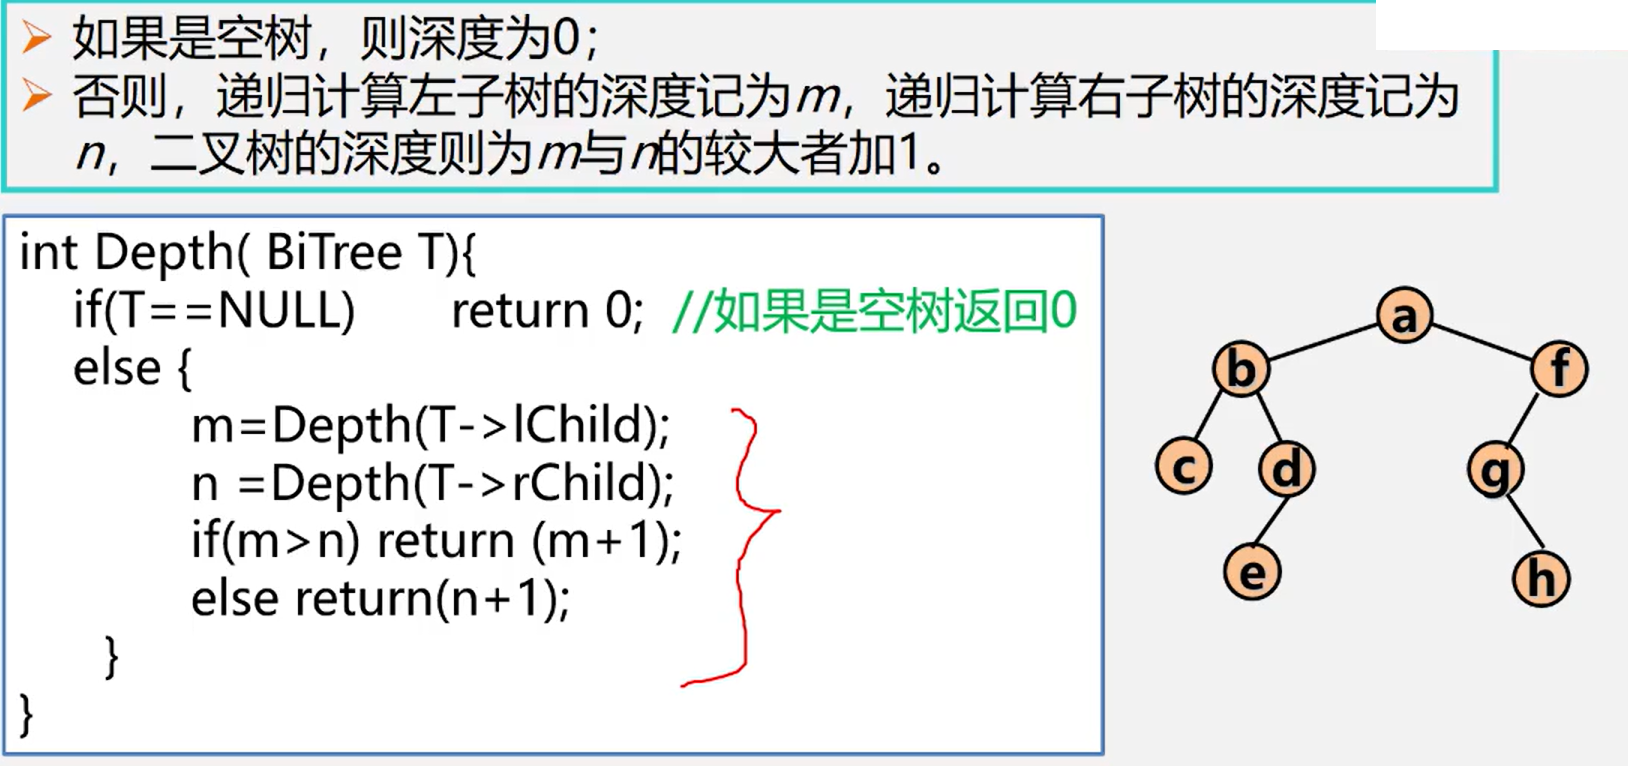 ➢ 如果是空树，则深度为0；
➢ 否则，递归计算左子树的深度记为m，递归计算右子树的深度记为
n，二叉树的深度则为m与n的较大者加1。
int Depth( BiTree T){
if(T==NULL) return 0; //如果是空树返回0
else {
m=Depth(T->lChild);
n =Depth(T->rChild);
if(m>n) return (m+1);
else return(n+1);
}
}
a
b f
c d g
e h